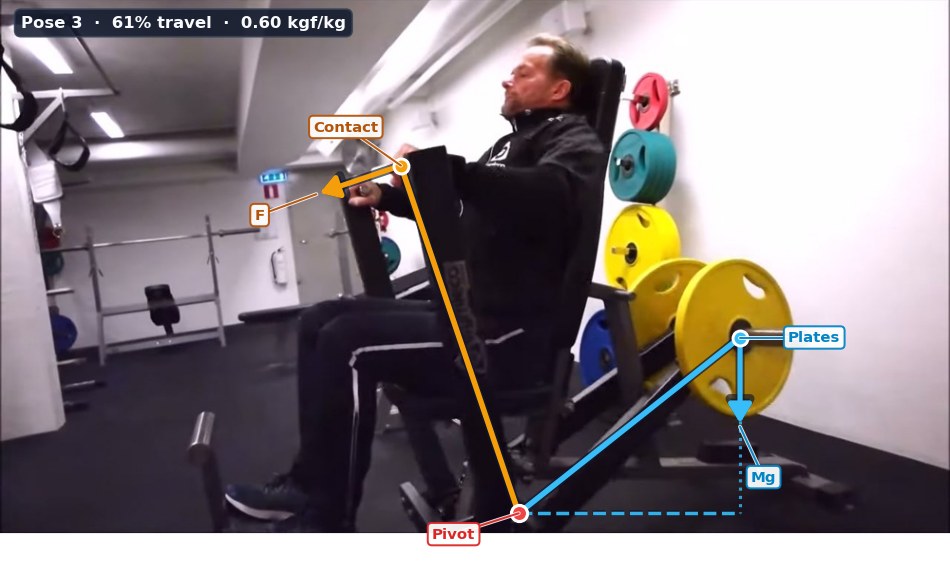 Pose 3 · 61% travel · 0.60 kgf/kg
Contact
F
Plates
Mg
Pivot